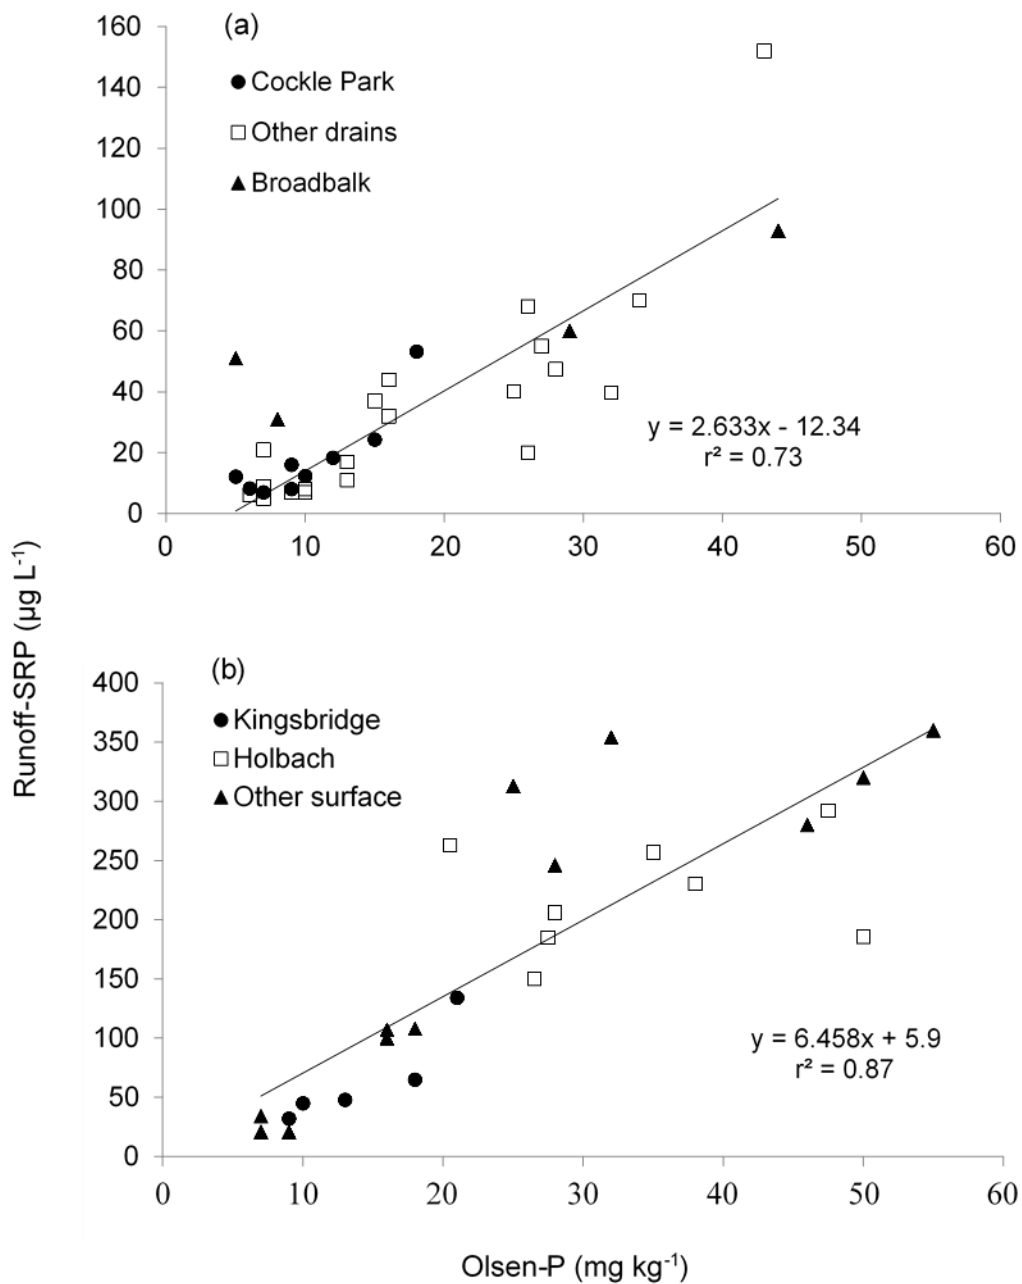 (a)
Cockle Park
Other drains
Broadbalk
160
140
120
100
80
60
40
20
0
y = 2.633x - 12.34
r² = 0.73
0 10 20 30 40 50 60
Runoff-SRP (µg L⁻¹)
(b)
Kingsbridge
Holbach
Other surface
400
350
300
250
200
150
100
50
0
y = 6.458x + 5.9
r² = 0.87
0 10 20 30 40 50 60
Olsen-P (mg kg⁻¹)